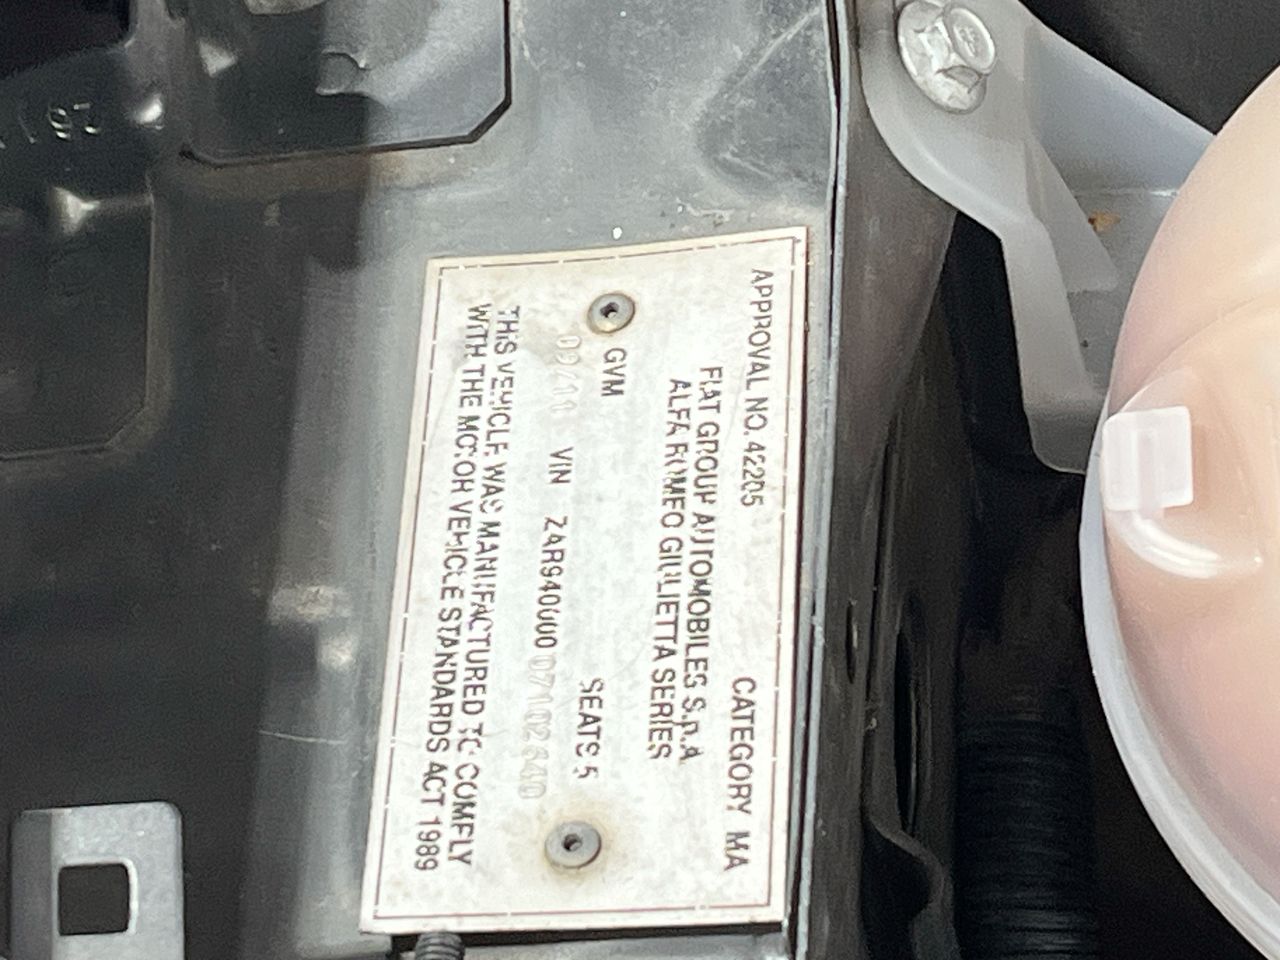 APPROVAL NO. 42205 CATEGORY MA
FIAT GROUP AUTOMOBILES S.p.A
ALFA ROMEO GIULIETTA SERIES
GVM SEATS 5
09/11 VIN ZAR940000
THIS VEHICLE WAS MANUFACTURED TO COMPLY
WITH THE MOTOR VEHICLE STANDARDS ACT 1989